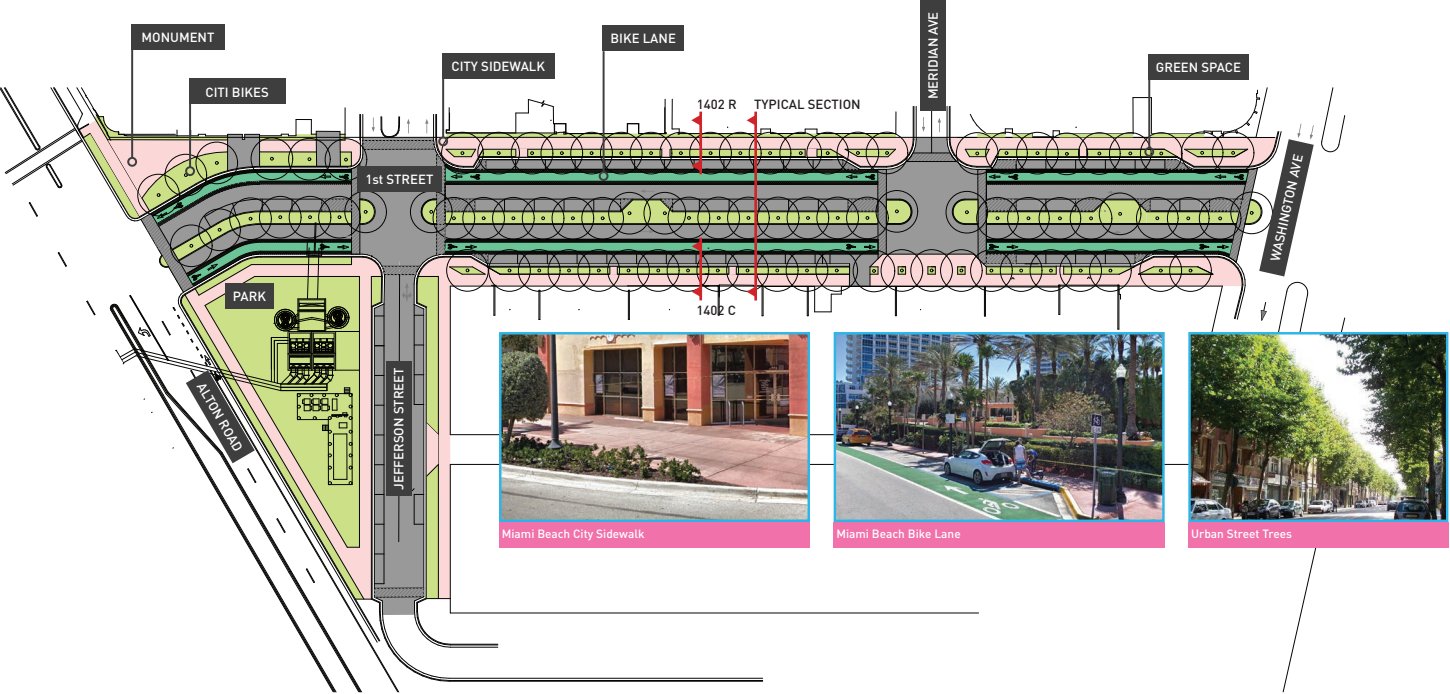 MONUMENT
CITI BIKES
CITY SIDEWALK
BIKE LANE
MERIDIAN AVE
GREEN SPACE
1402 R
TYPICAL SECTION
1st STREET
WASHINGTON AVE
PARK
1402 C
JEFFERSON STREET
ALTON ROAD
Miami Beach City Sidewalk
Miami Beach Bike Lane
Urban Street Trees